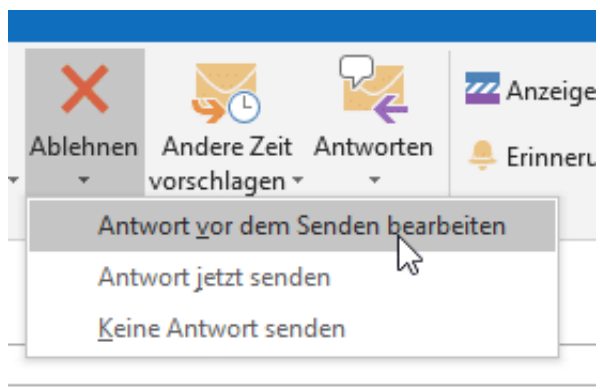 Ablehnen
Andere Zeit
vorschlagen
Antworten
Anzeige
Erinneru
Antwort vor dem Senden bearbeiten
Antwort jetzt senden
Keine Antwort senden